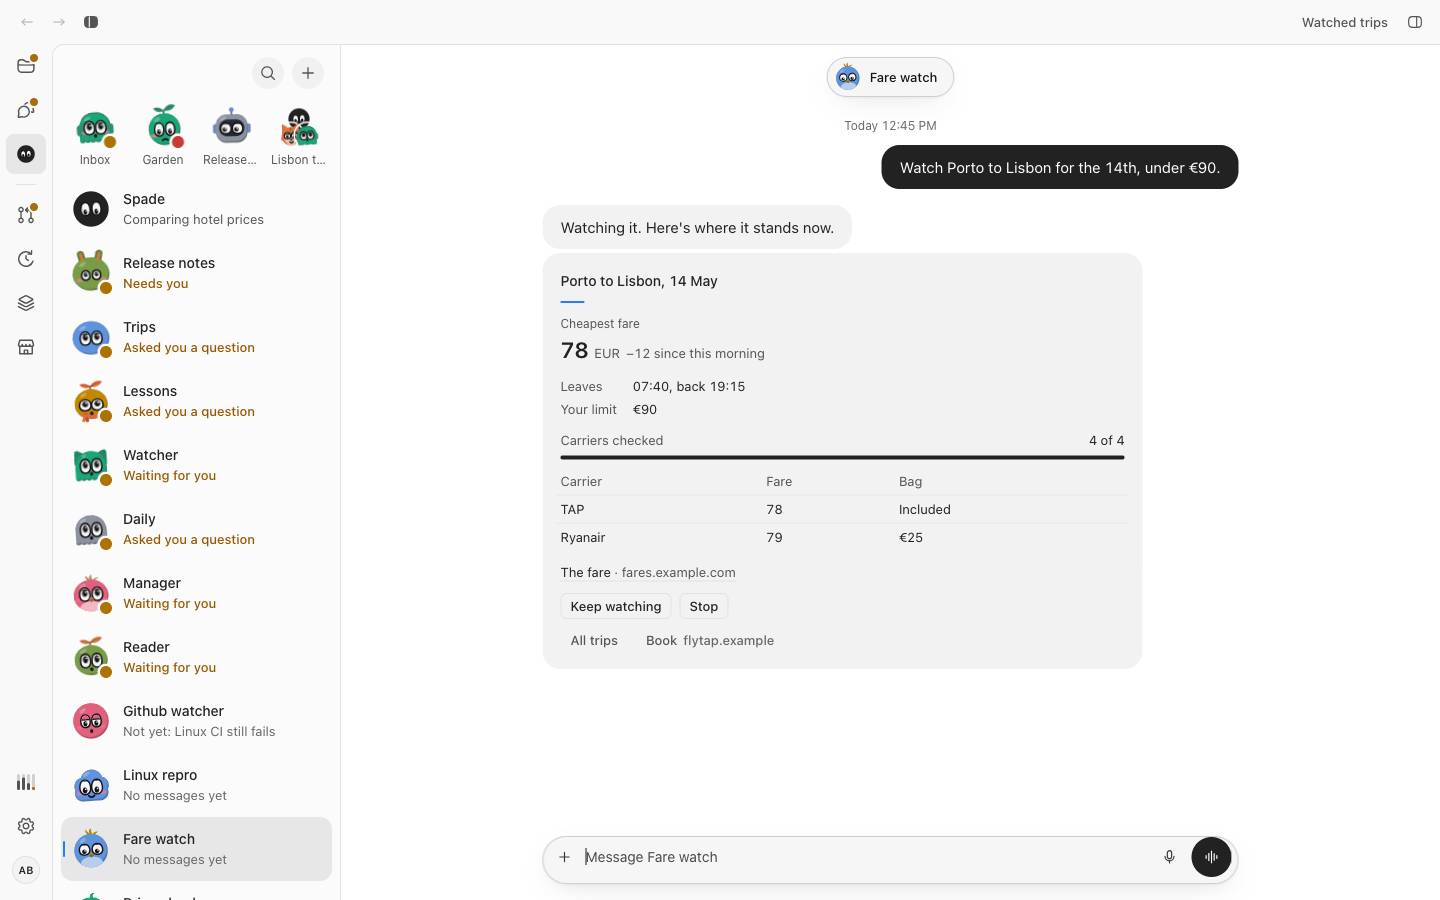 Watched trips
Inbox
Garden
Release...
Lisbon t...
Spade
Comparing hotel prices
Release notes
Needs you
Trips
Asked you a question
Lessons
Asked you a question
Watcher
Waiting for you
Daily
Asked you a question
Manager
Waiting for you
Reader
Waiting for you
Github watcher
Not yet: Linux CI still fails
Linux repro
No messages yet
Fare watch
No messages yet
AB
Fare watch
Today 12:45 PM
Watch Porto to Lisbon for the 14th, under €90.
Watching it. Here's where it stands now.
Porto to Lisbon, 14 May
Cheapest fare
78 EUR −12 since this morning
Leaves 07:40, back 19:15
Your limit €90
Carriers checked 4 of 4
Carrier Fare Bag
TAP 78 Included
Ryanair 79 €25
The fare · fares.example.com
Keep watching Stop
All trips Book flytap.example
Message Fare watch